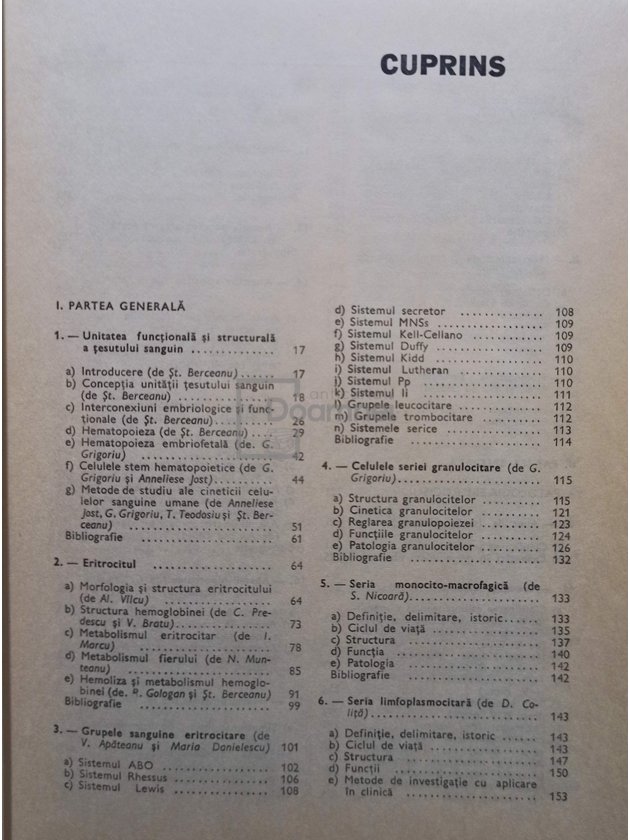 CUPRINS
I. PARTEA GENERALĂ
1. — Unitatea funcțională și structurală
a țesutului sanguin .............. 17
a) Introducere (de Șt. Berceanu) ..... 17
b) Concepția unității țesutului sanguin
(de Șt. Berceanu) .............. 18
c) Interconexiuni embriologice și func-
ționale (de Șt. Berceanu) ......... 26
d) Hematopoieza (de Șt. Berceanu) .... 29
e) Hematopoieza embriofetală (de. G.
Grigoriu) .............. 42
f) Celulele stem hematopoietice (de G.
Grigoriu și Anneliese Jost) ......... 44
g) Metode de studiu ale cineticii celu-
lelor sanguine umane (de Anneliese
Jost, G. Grigoriu, T. Teodosiu și Șt. Ber-
ceanu) .............. 51
Bibliografie .............. 61
2. — Eritrocitul .............. 64
a) Morfologia și structura eritrocitului
(de Al. Vîlcu) .............. 64
b) Structura hemoglobinei (de C. Pre-
descu și V. Bratu) .............. 73
c) Metabolismul eritrocitar (de I.
Marcu) .............. 78
d) Metabolismul fierului (de N. Mun-
teanu) .............. 85
e) Hemoliza și metabolismul hemoglo-
binei (de. R. Gologan și Șt. Berceanu) 91
Bibliografie .............. 99
3. — Grupele sanguine eritrocitare (de
V. Apăteanu și Maria Danielescu) 101
a) Sistemul ABO .............. 102
b) Sistemul Rhessus .............. 106
c) Sistemul Lewis .............. 108
d) Sistemul secretor .............. 108
e) Sistemul MNSs .............. 109
f) Sistemul Kell-Cellano .............. 109
g) Sistemul Duffy .............. 109
h) Sistemul Kidd .............. 110
i) Sistemul Lutheran .............. 110
j) Sistemul Pp .............. 110
k) Sistemul Ii .............. 111
l) Grupele leucocitare .............. 112
m) Grupele trombocitare .............. 112
n) Sistemele serice .............. 113
Bibliografie .............. 114
4. — Celulele seriei granulocitare (de G.
Grigoriu) .............. 115
a) Structura granulocitelor .......... 115
b) Cinetica granulocitelor .......... 121
c) Reglarea granulopoiezei .......... 123
d) Funcțiile granulocitelor .......... 124
e) Patologia granulocitelor .......... 126
Bibliografie .............. 132
5. — Seria monocito-macrofagică (de
S. Nicoară) .............. 133
a) Definiție, delimitare, istoric ...... 133
b) Ciclul de viață .............. 135
c) Structura .............. 137
d) Funcția .............. 140
e) Patologia .............. 142
Bibliografie .............. 142
6. — Seria limfoplasmocitară (de D. Co-
liță) .............. 143
a) Definiție, delimitare, istoric ...... 143
b) Ciclul de viață .............. 143
c) Structura .............. 147
d) Funcții .............. 150
e) Metode de investigație cu aplicare
în clinică .............. 153